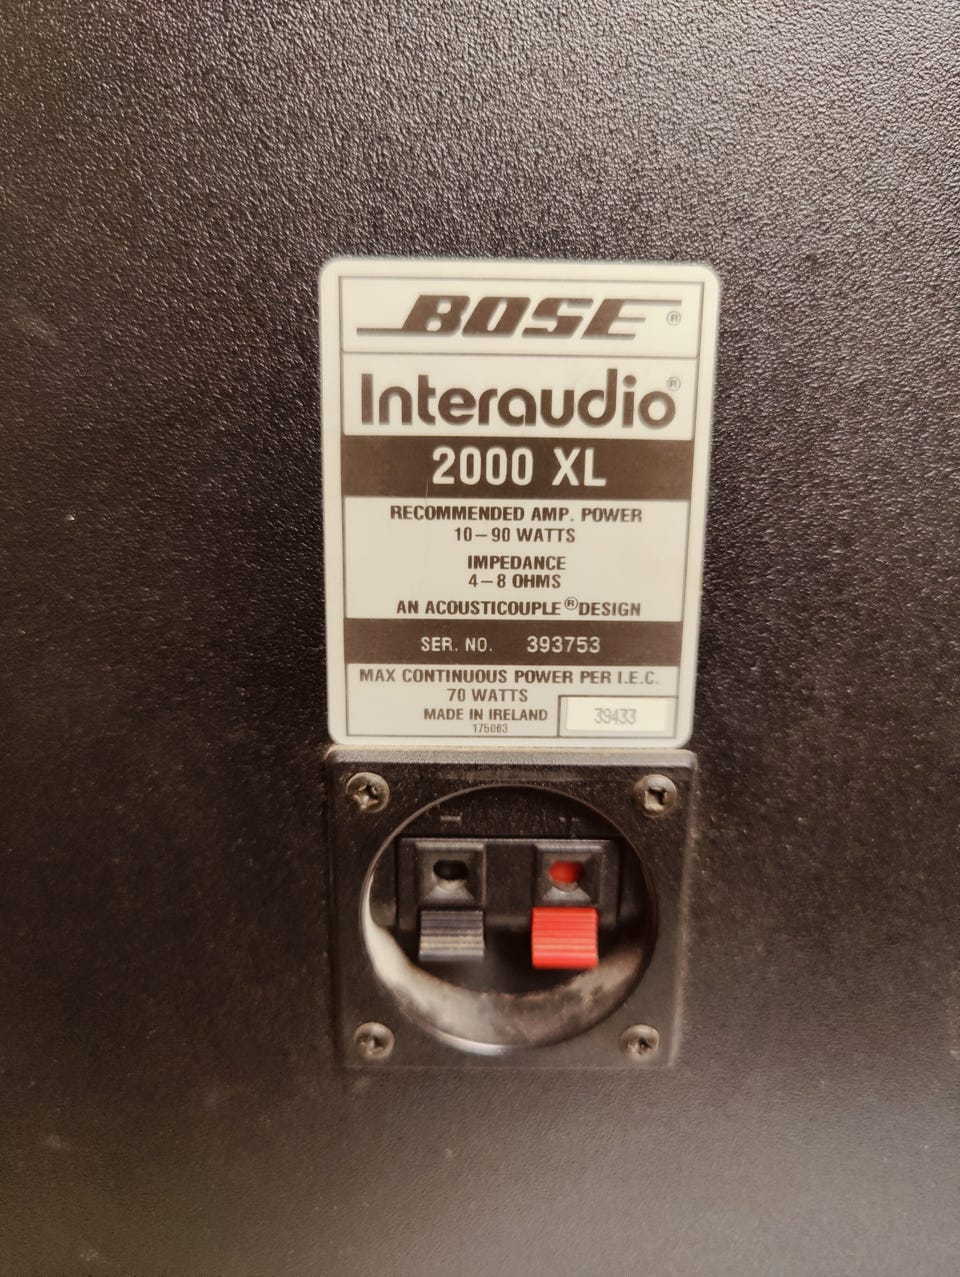 BOSE®
Interaudio®
2000 XL
RECOMMENDED AMP. POWER
10-90 WATTS
IMPEDANCE
4-8 OHMS
AN ACOUSTICOUPLE® DESIGN
SER. NO. 393753
MAX CONTINUOUS POWER PER I.E.C.
70 WATTS
MADE IN IRELAND
175063
39433